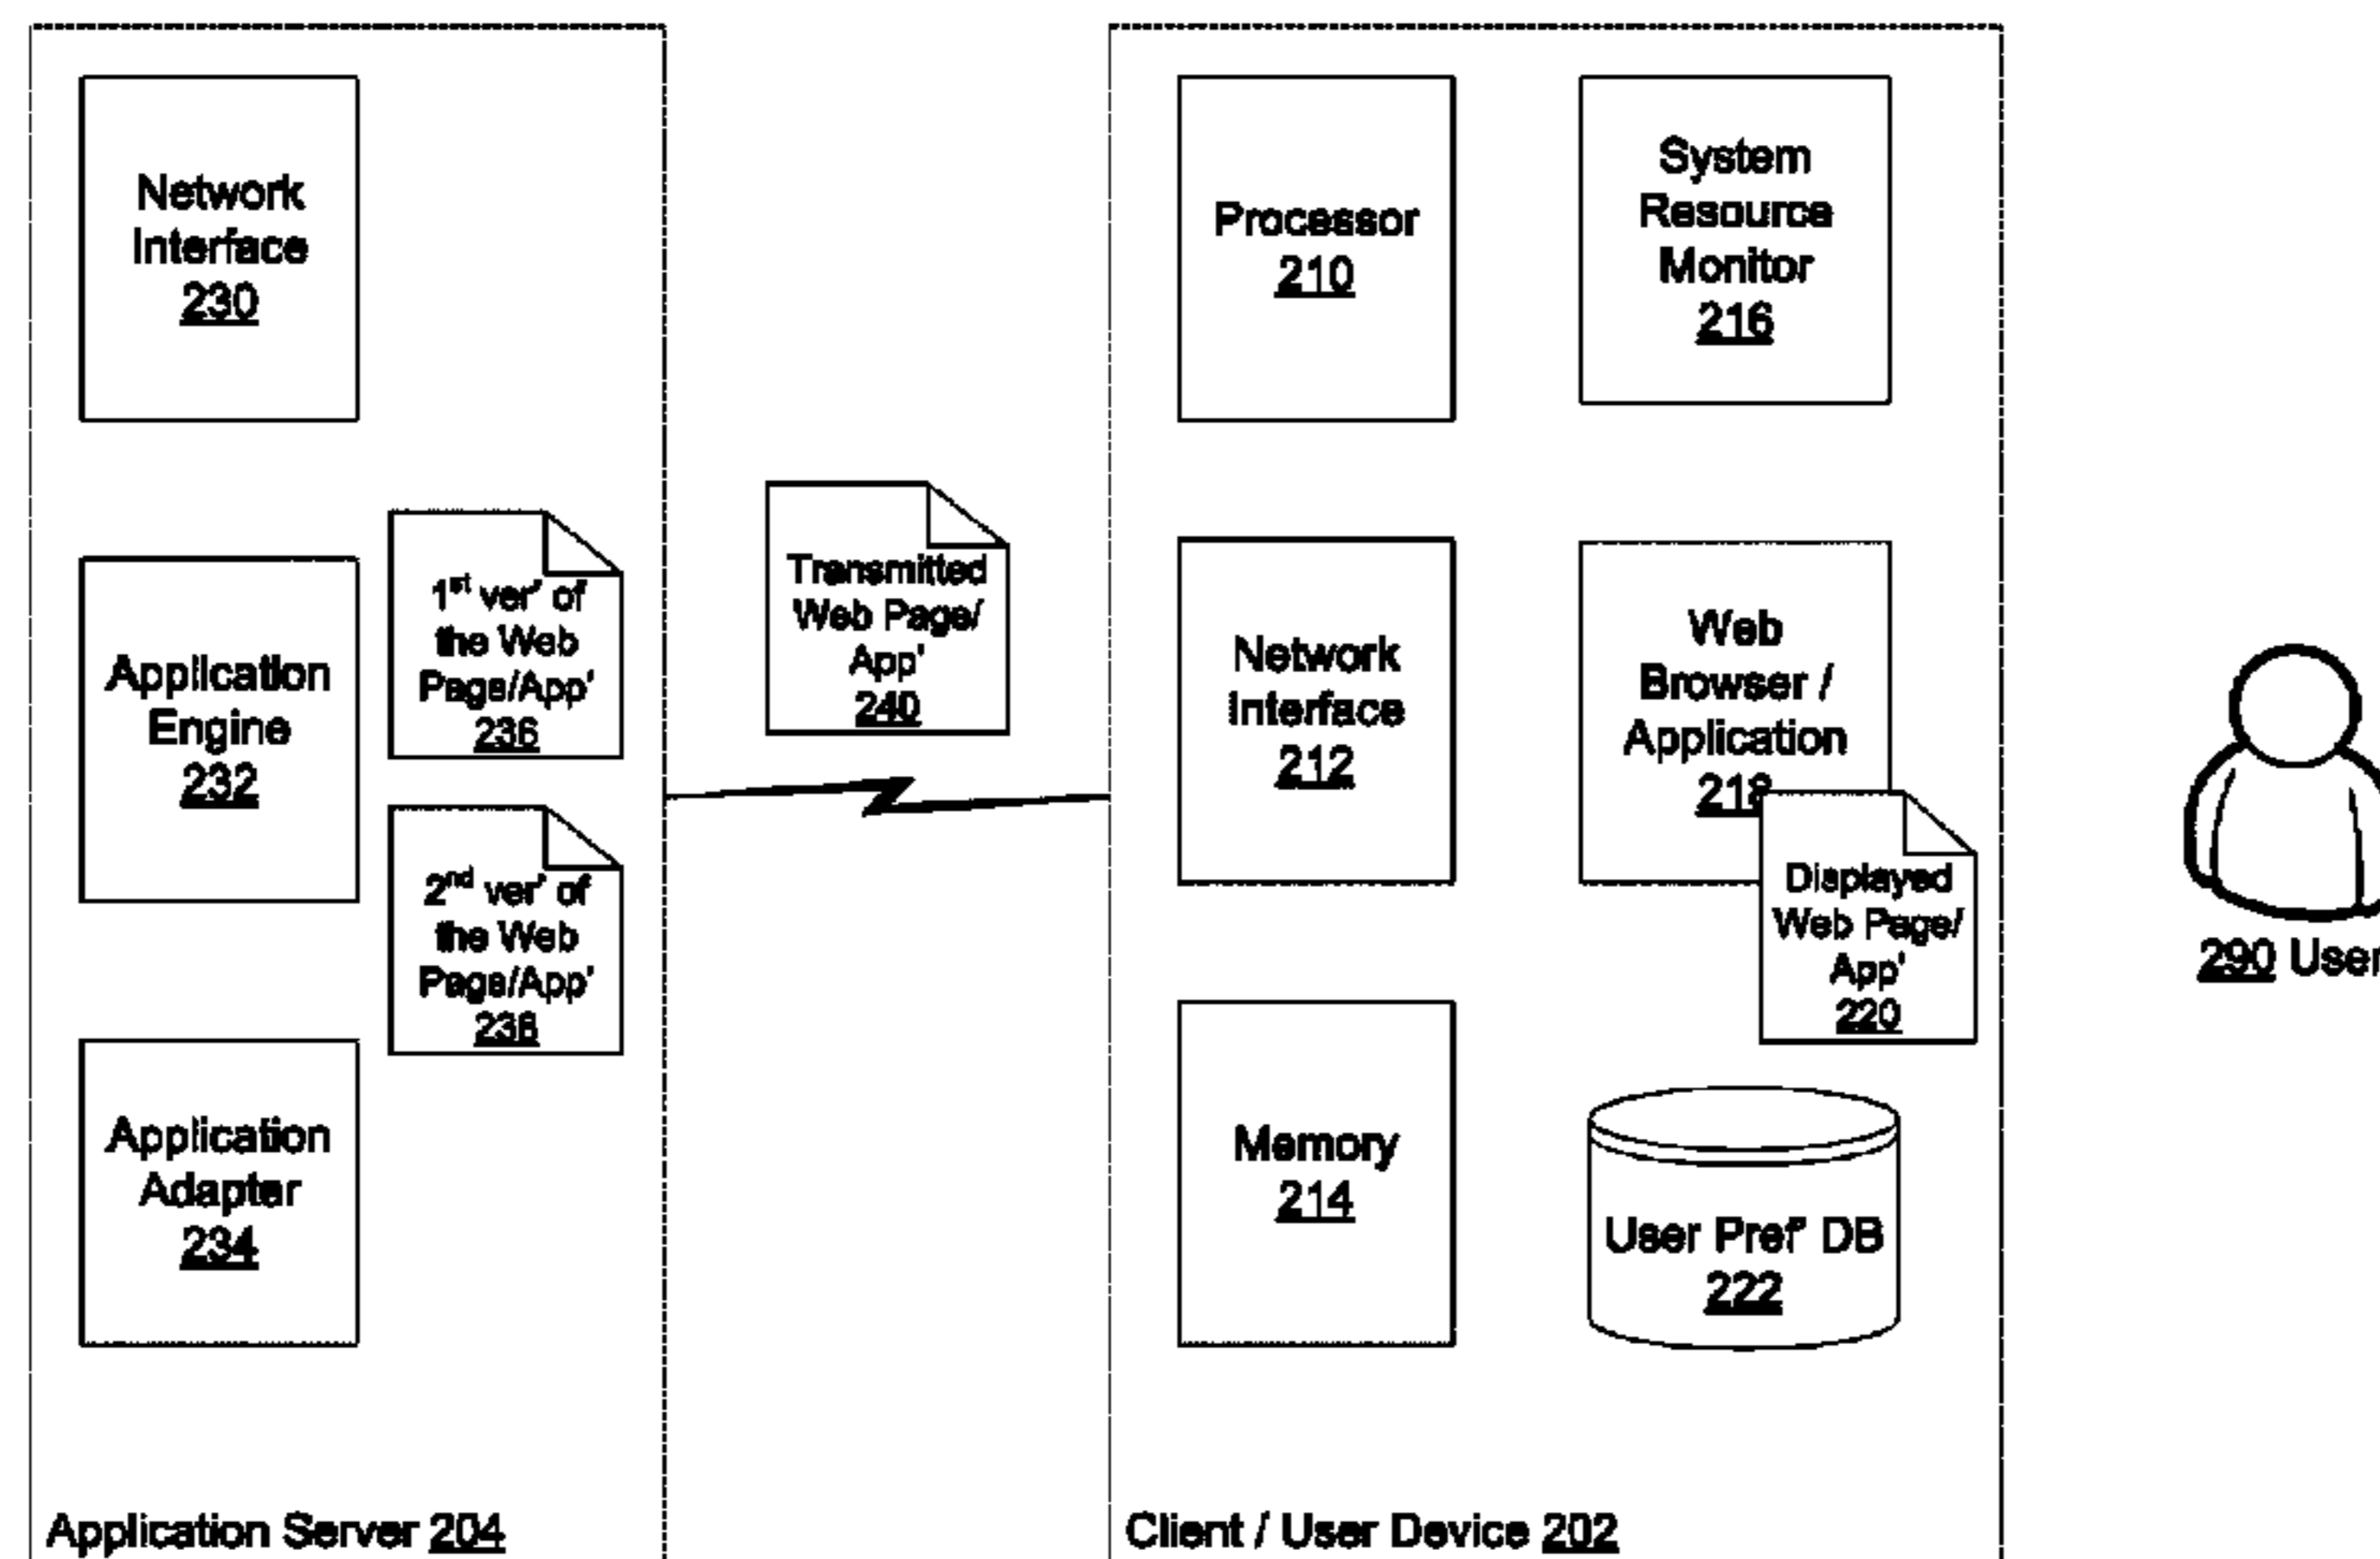 Network
Interface
230
Application
Engine
232
1st ver' of
the Web
Page/App'
236
2nd ver' of
the Web
Page/App'
238
Application
Adapter
234
Application Server 204
Transmitted
Web Page/
App'
240
Processor
210
System
Resource
Monitor
216
Network
Interface
212
Web
Browser /
Application
218
Displayed
Web Page/
App'
220
Memory
214
User Pref' DB
222
Client / User Device 202
290 User